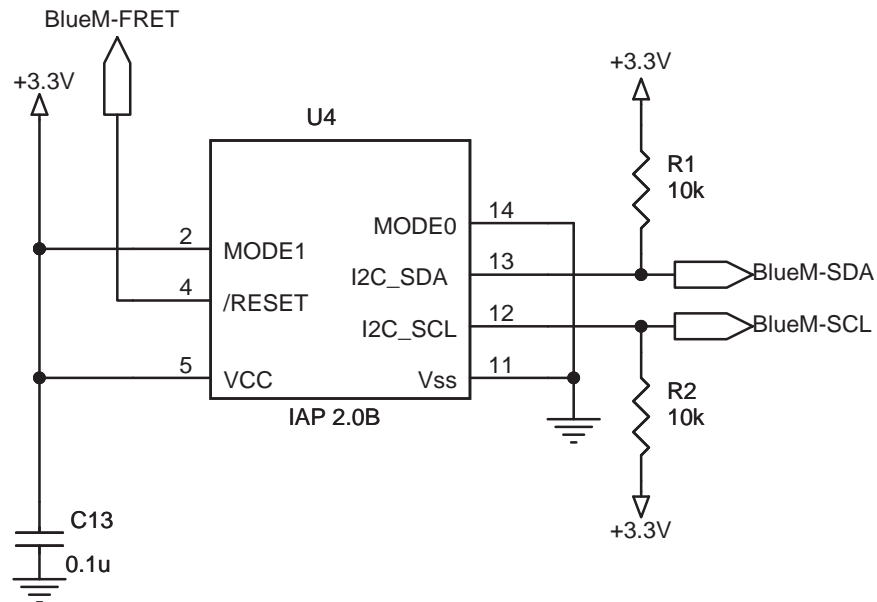 BlueM-FRET
+3.3V
+3.3V
U4
R1
10k
2
MODE1
MODE0
14
I2C_SDA
13
BlueM-SDA
4
/RESET
I2C_SCL
12
BlueM-SCL
5
VCC
Vss
11
R2
10k
IAP 2.0B
C13
0.1u
+3.3V